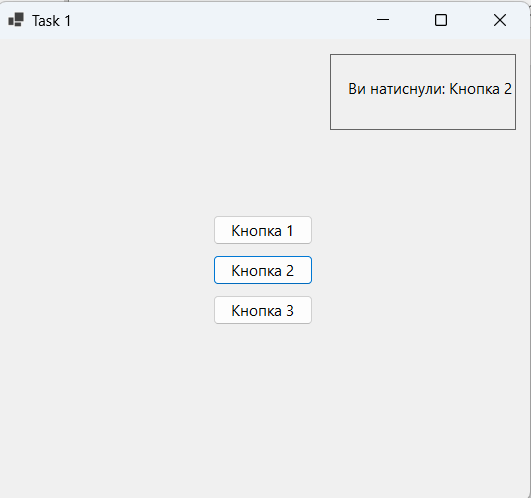 Task 1
Ви натиснули: Кнопка 2
Кнопка 1
Кнопка 2
Кнопка 3